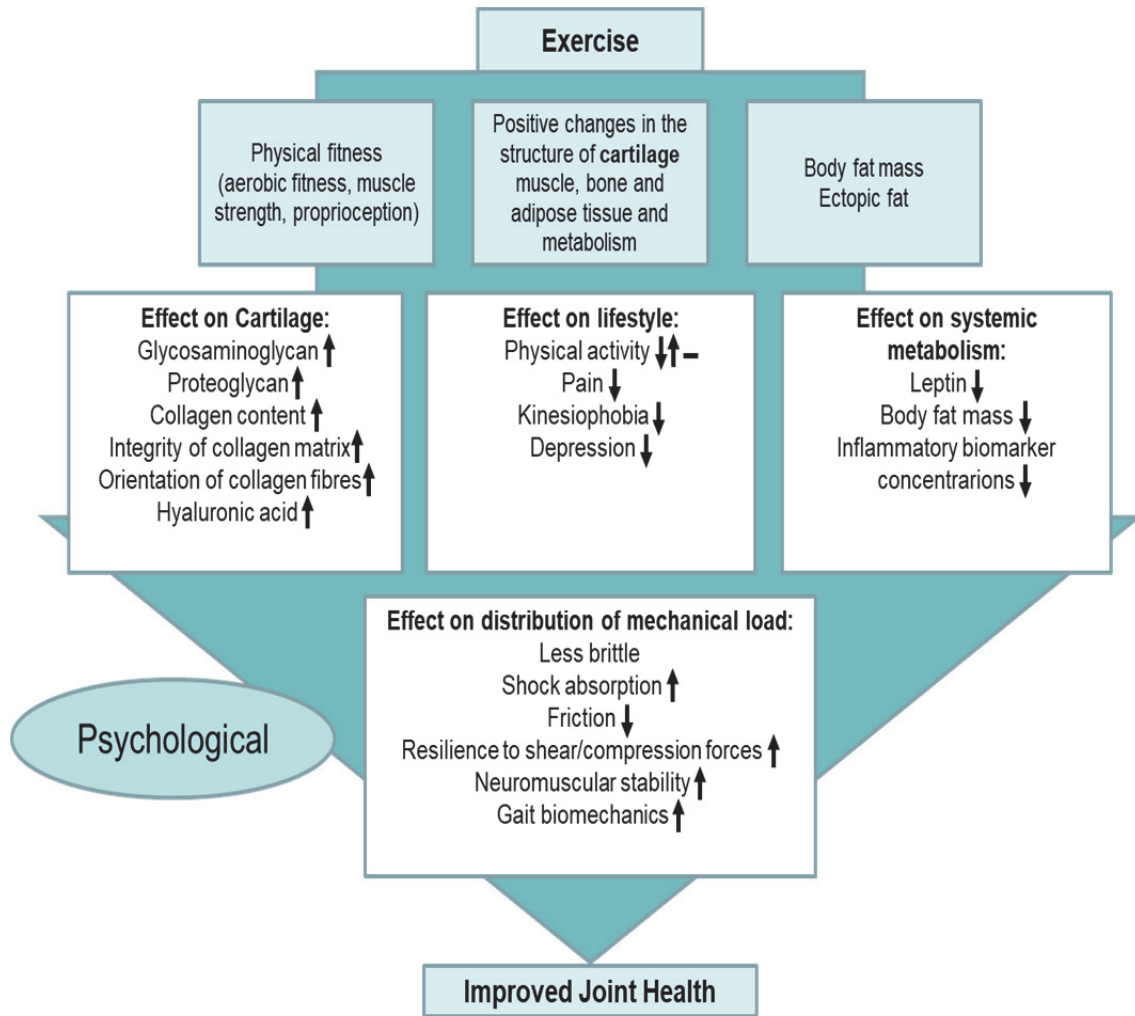 Exercise
Physical fitness
(aerobic fitness, muscle
strength, proprioception)
Positive changes in the
structure of cartilage
muscle, bone and
adipose tissue and
metabolism
Body fat mass
Ectopic fat
Effect on Cartilage:
Glycosaminoglycan ↑
Proteoglycan ↑
Collagen content ↑
Integrity of collagen matrix ↑
Orientation of collagen fibres ↑
Hyaluronic acid ↑
Effect on lifestyle:
Physical activity ↓↑–
Pain ↓
Kinesiophobia ↓
Depression ↓
Effect on systemic
metabolism:
Leptin ↓
Body fat mass ↓
Inflammatory biomarker
concentrarions ↓
Effect on distribution of mechanical load:
Less brittle
Shock absorption ↑
Friction ↓
Resilience to shear/compression forces ↑
Neuromuscular stability ↑
Gait biomechanics ↑
Psychological
Improved Joint Health